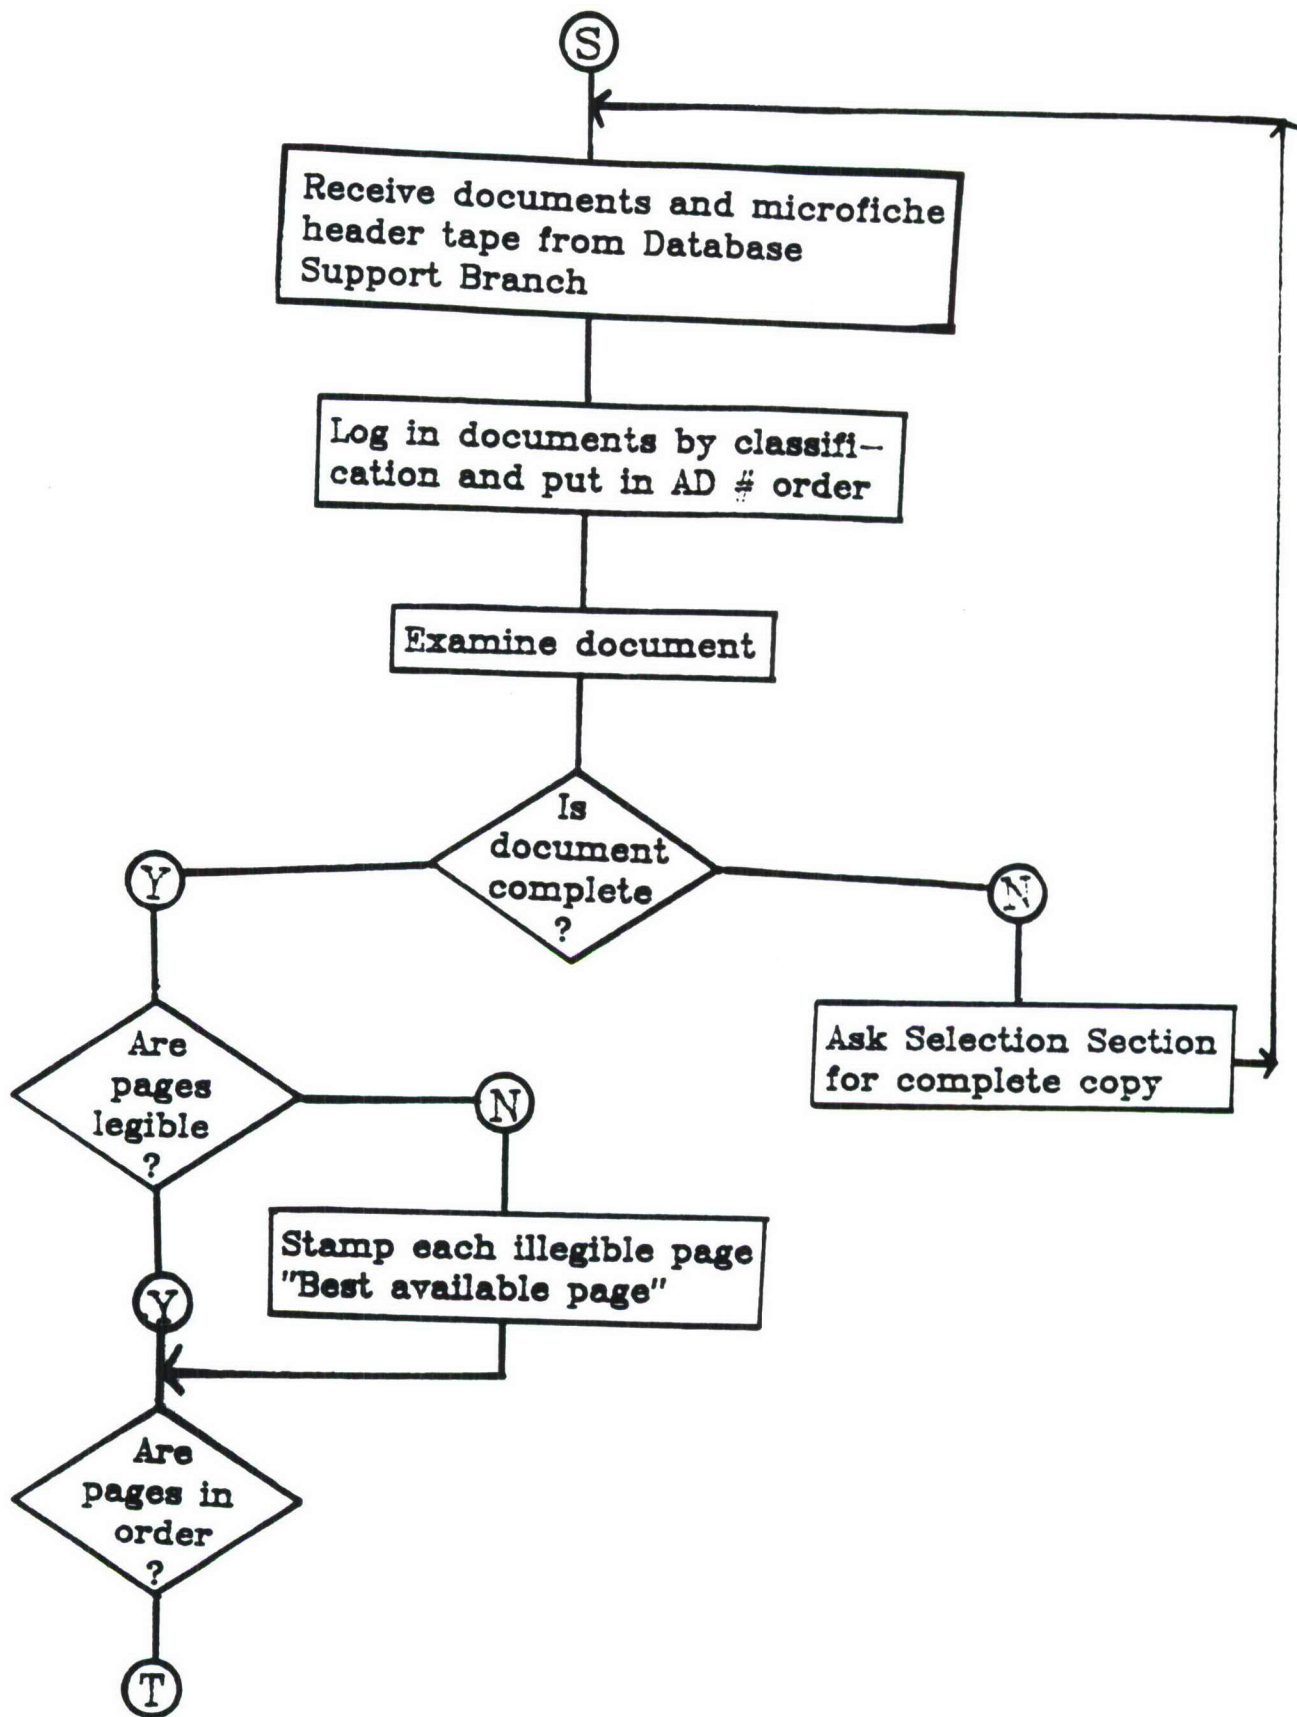 S
Receive documents and microfiche
header tape from Database
Support Branch
Log in documents by classifi-
cation and put in AD # order
Examine document
Is
document
complete
?
Y
N
Are
pages
legible
?
N
Ask Selection Section
for complete copy
Stamp each illegible page
"Best available page"
Y
Are
pages in
order
?
T